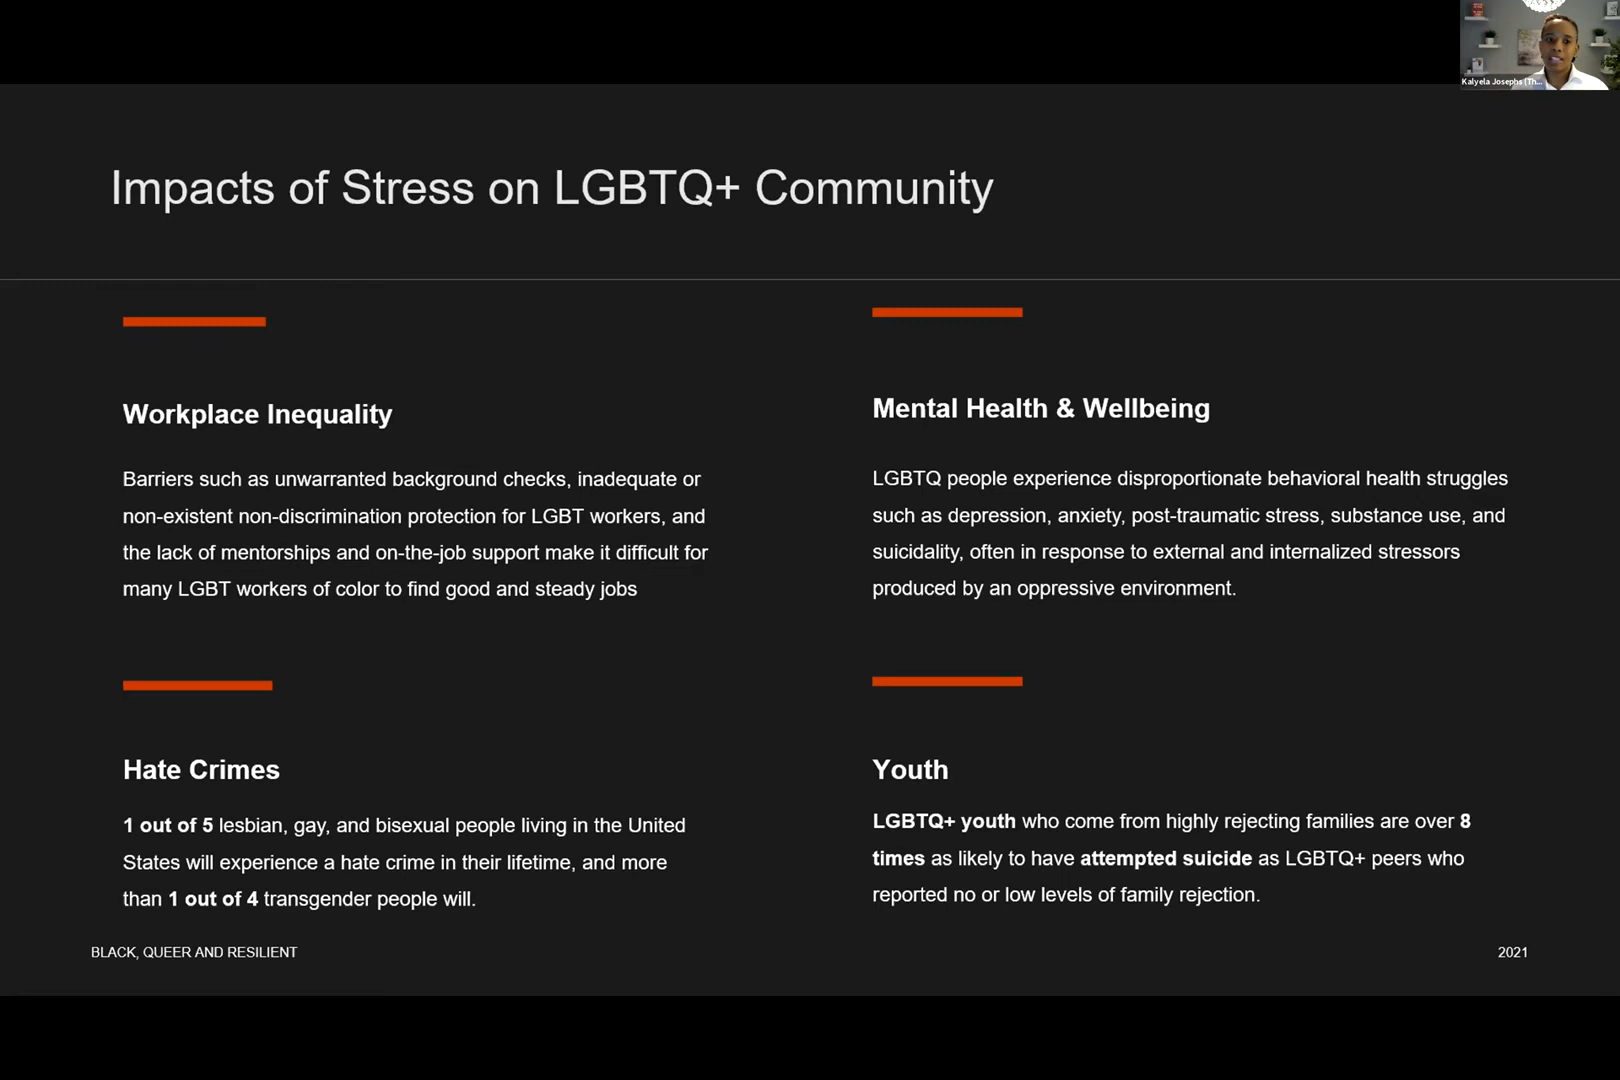 Kalyela Josephs (Th...
Impacts of Stress on LGBTQ+ Community
Workplace Inequality
Barriers such as unwarranted background checks, inadequate or
non-existent non-discrimination protection for LGBT workers, and
the lack of mentorships and on-the-job support make it difficult for
many LGBT workers of color to find good and steady jobs
Mental Health & Wellbeing
LGBTQ people experience disproportionate behavioral health struggles
such as depression, anxiety, post-traumatic stress, substance use, and
suicidality, often in response to external and internalized stressors
produced by an oppressive environment.
Hate Crimes
1 out of 5 lesbian, gay, and bisexual people living in the United
States will experience a hate crime in their lifetime, and more
than 1 out of 4 transgender people will.
Youth
LGBTQ+ youth who come from highly rejecting families are over 8
times as likely to have attempted suicide as LGBTQ+ peers who
reported no or low levels of family rejection.
BLACK, QUEER AND RESILIENT
2021